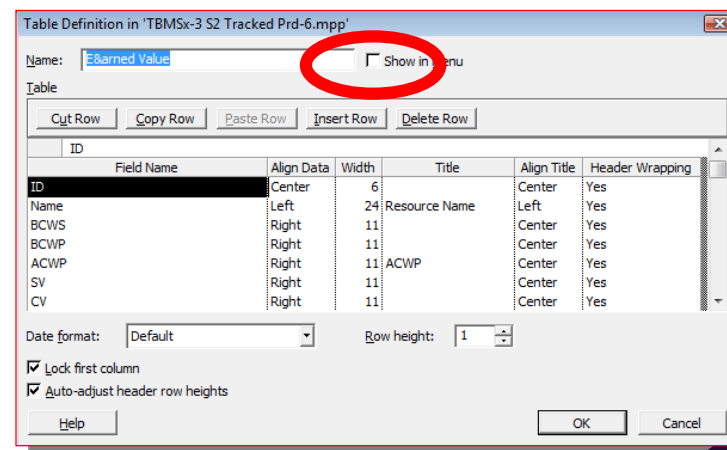 Table Definition in 'TBMSx-3 S2 Tracked Prd-6.mpp'
Name: E&arned Value Show in Menu
Table
Cut Row Copy Row Paste Row Insert Row Delete Row
ID
Field Name Align Data Width Title Align Title Header Wrapping
ID Center 6 Center Yes
Name Left 24 Resource Name Left Yes
BCWS Right 11 Center Yes
BCWP Right 11 Center Yes
ACWP Right 11 ACWP Center Yes
SV Right 11 Center Yes
CV Right 11 Center Yes
Date format: Default Row height: 1
Lock first column
Auto-adjust header row heights
Help OK Cancel